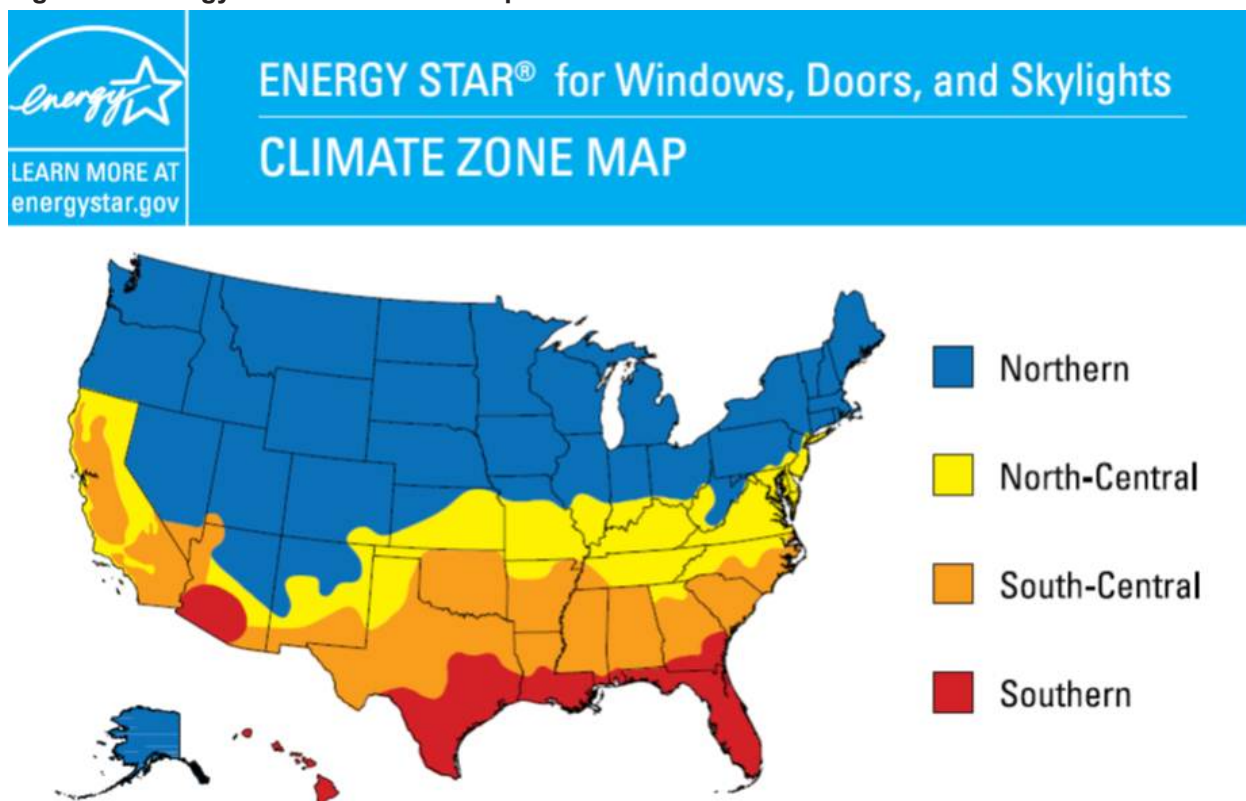 energy
LEARN MORE AT
energystar.gov
ENERGY STAR® for Windows, Doors, and Skylights
CLIMATE ZONE MAP
Northern
North-Central
South-Central
Southern